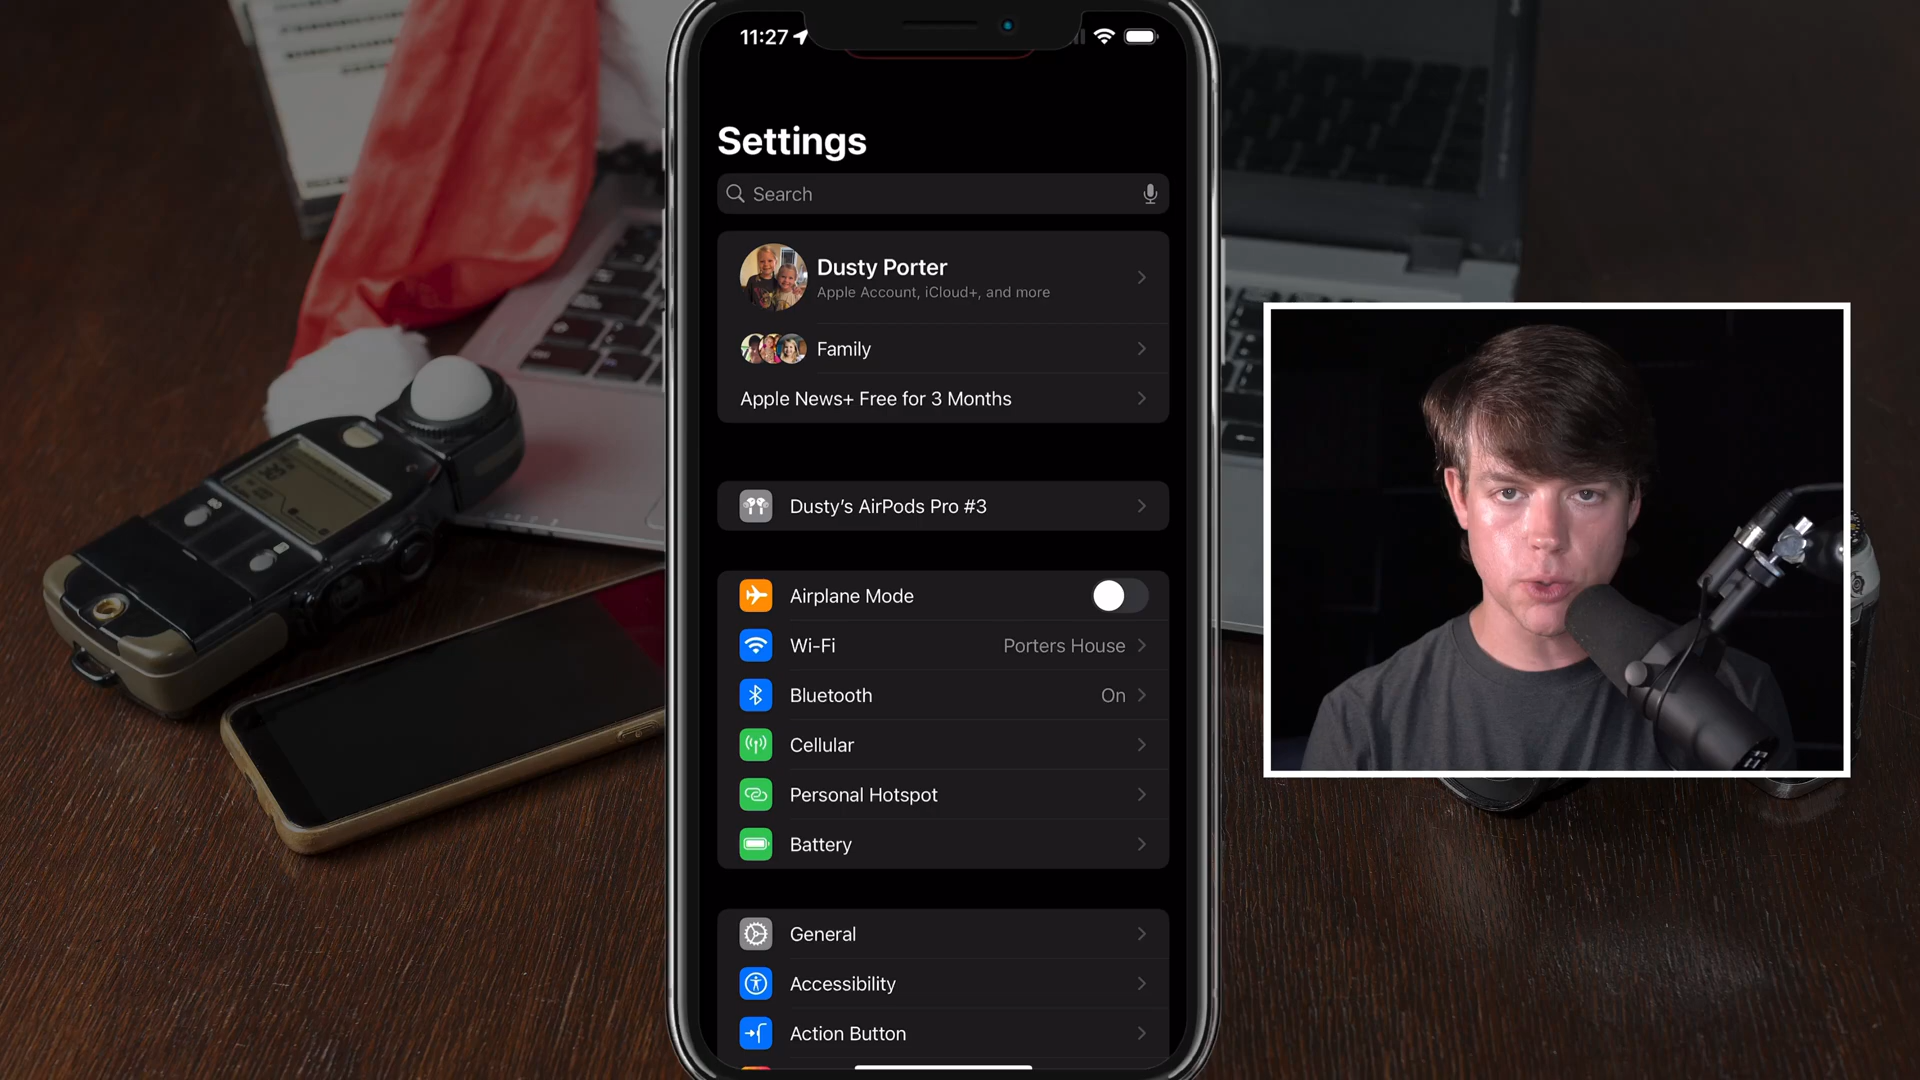 11:27
Settings
Search
Dusty Porter
Apple Account, iCloud+, and more
Family
Apple News+ Free for 3 Months
Dusty’s AirPods Pro #3
Airplane Mode
Wi-Fi
Porters House
Bluetooth
On
Cellular
Personal Hotspot
Battery
General
Accessibility
Action Button